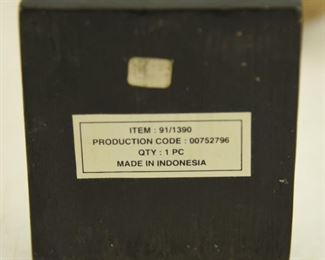 ITEM : 91/1390
PRODUCTION CODE : 00752796
QTY : 1 PC
MADE IN INDONESIA